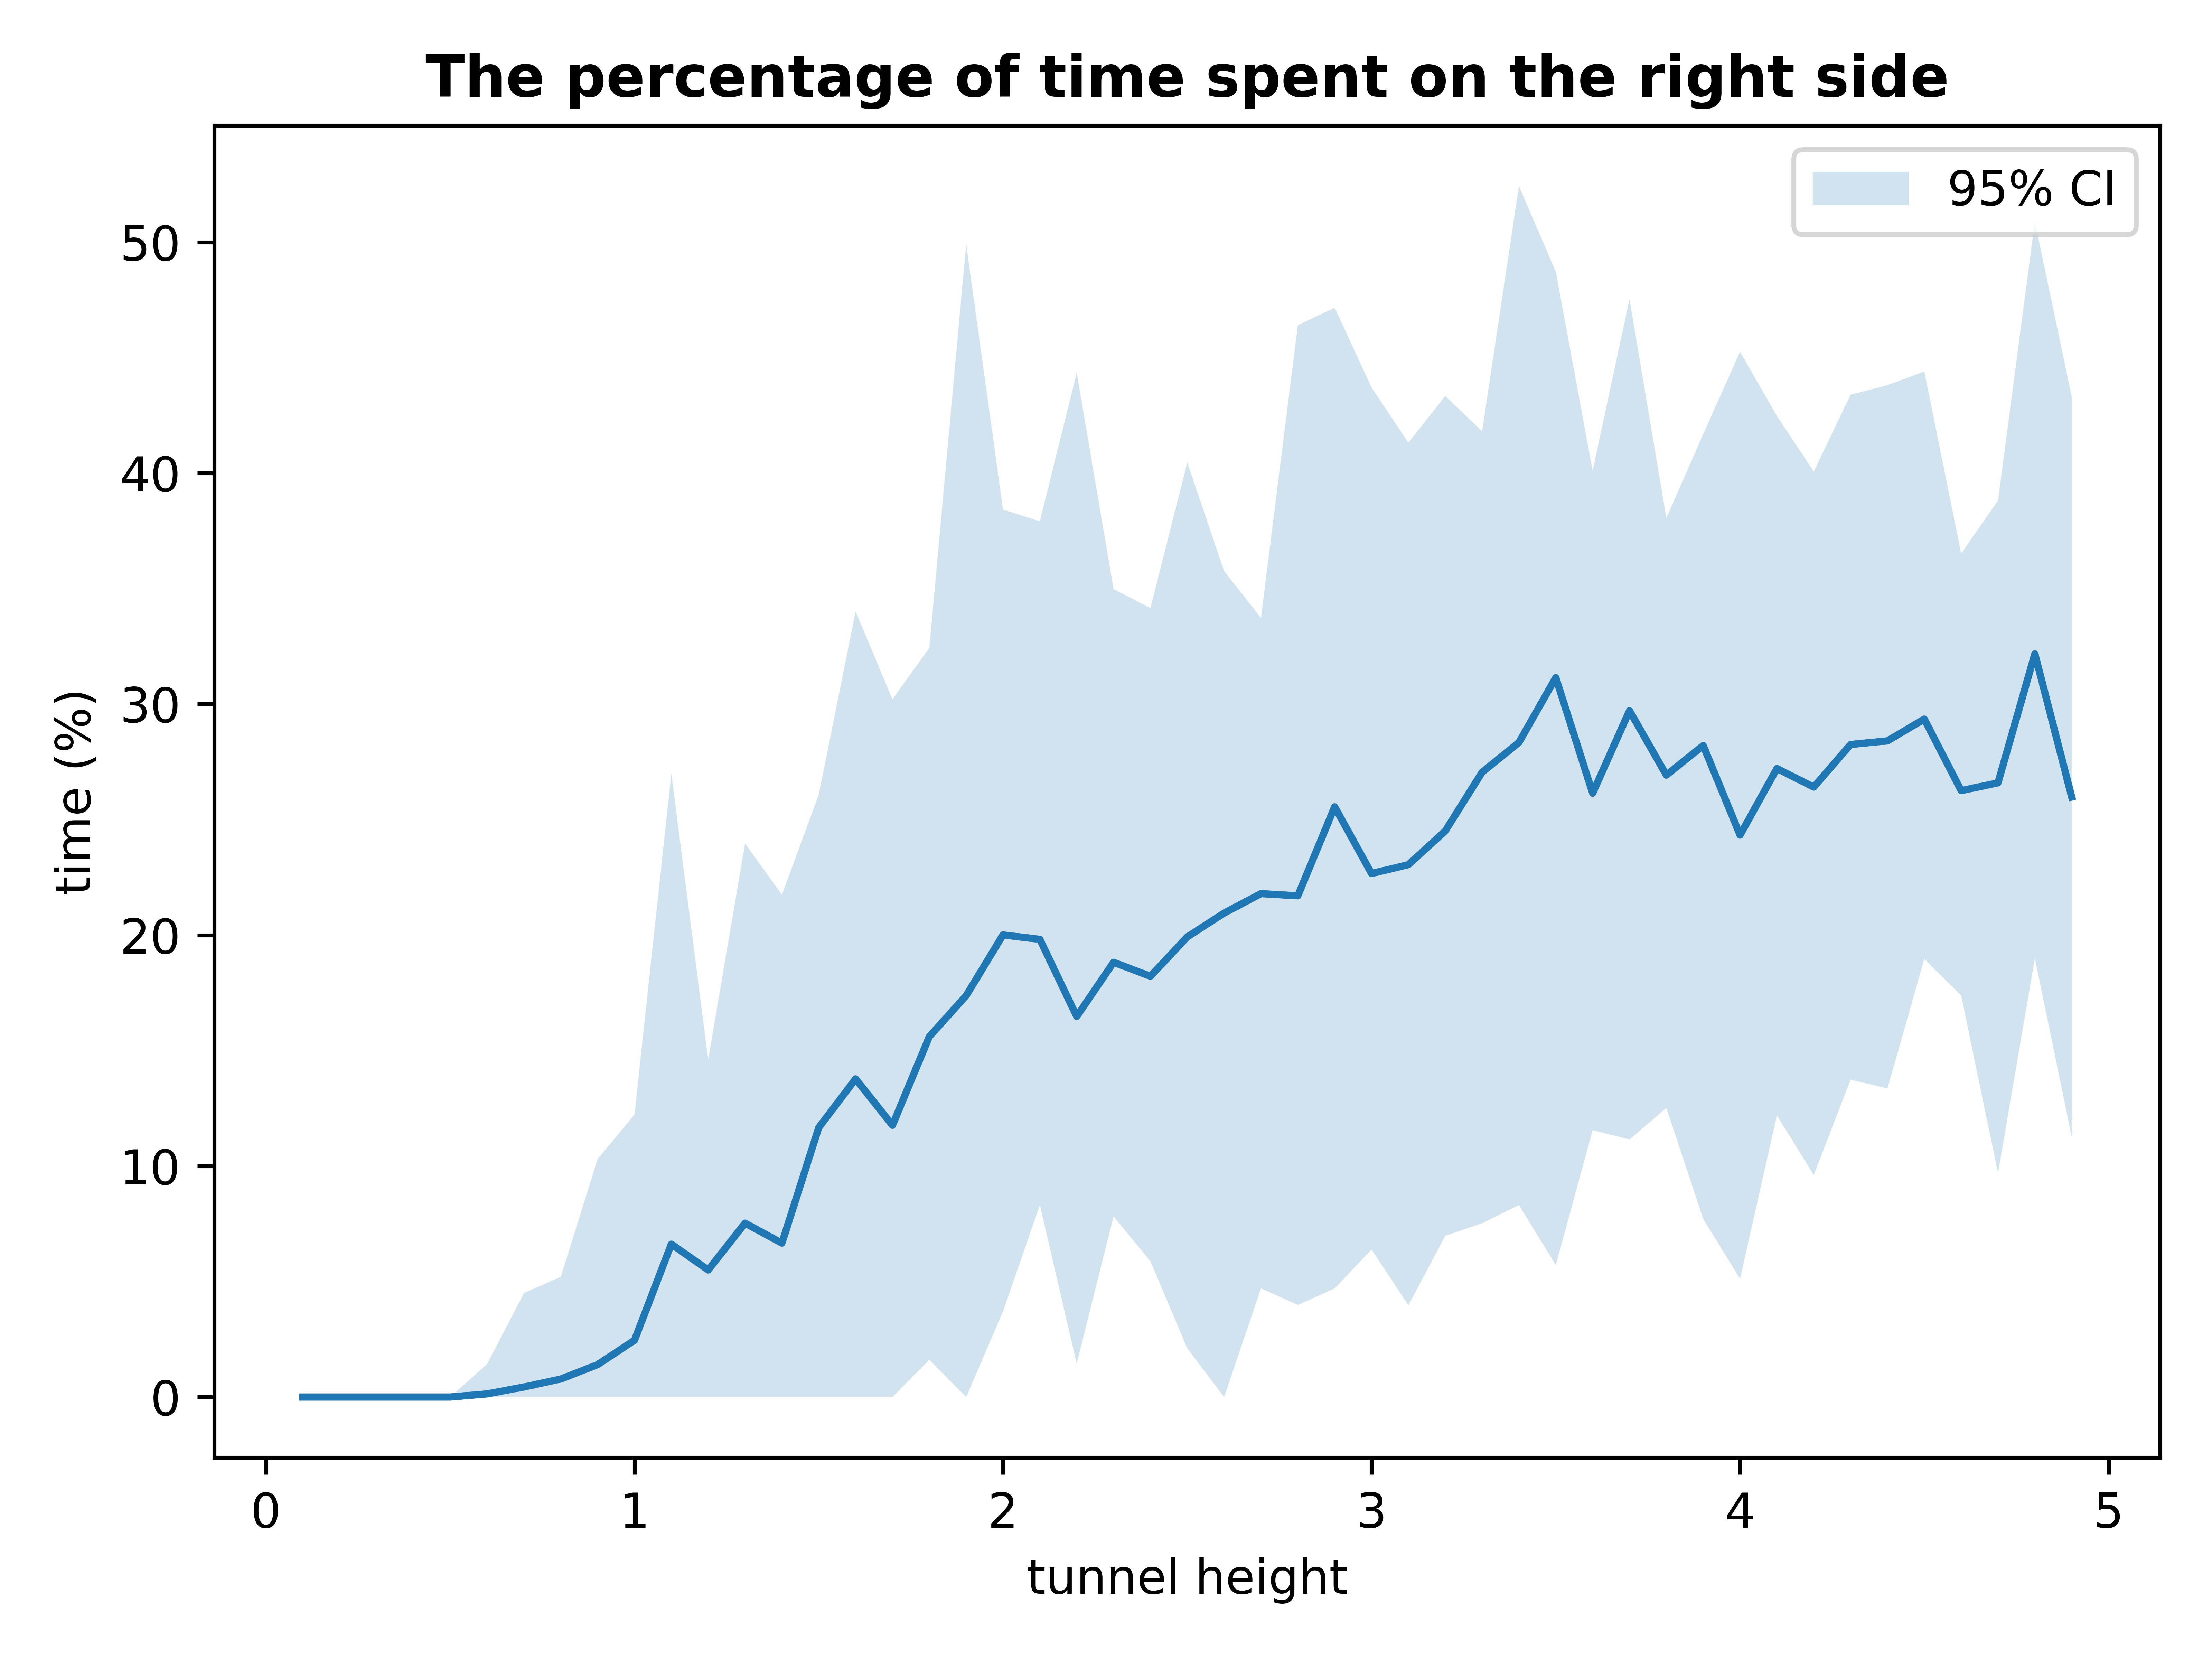 The percentage of time spent on the right side
95% CI
time (%)
50
40
30
20
10
0
0 1 2 3 4 5
tunnel height